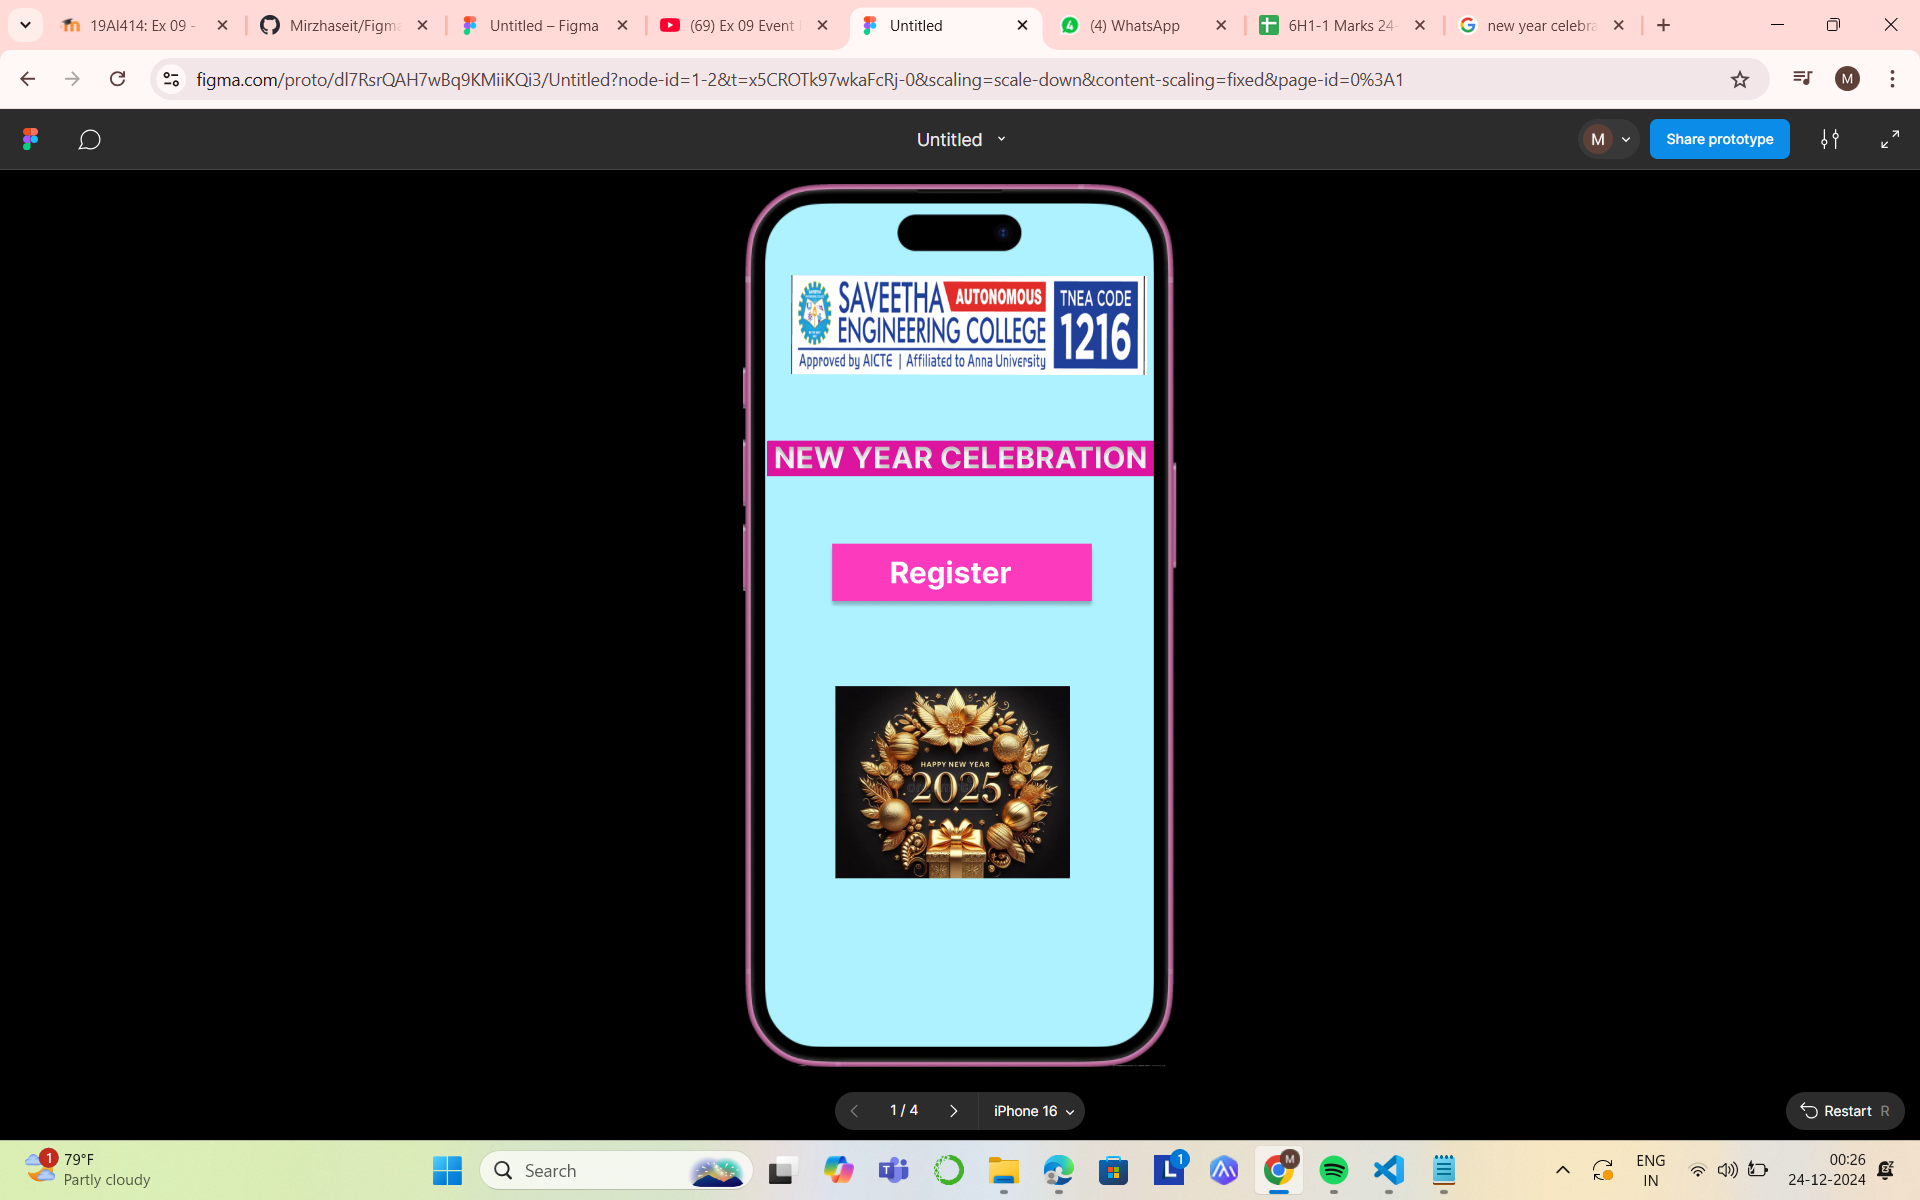 19AI414: Ex 09 -
Mirzhaseit/Figma
Untitled – Figma
(69) Ex 09 Event
Untitled
(4) WhatsApp
6H1-1 Marks 24-
new year celebra
figma.com/proto/dl7RsrQAH7wBq9KMiiKQi3/Untitled?node-id=1-2&t=x5CROTk97wkaFcRj-0&scaling=scale-down&content-scaling=fixed&page-id=0%3A1
M
Untitled
M
Share prototype
SAVEETHA AUTONOMOUS
ENGINEERING COLLEGE
Approved by AICTE | Affiliated to Anna University
TNEA CODE
1216
NEW YEAR CELEBRATION
Register
HAPPY NEW YEAR
2025
1 / 4
iPhone 16
Restart R
1
79°F
Partly cloudy
Search
L
1
M
ENG
IN
00:26
24-12-2024